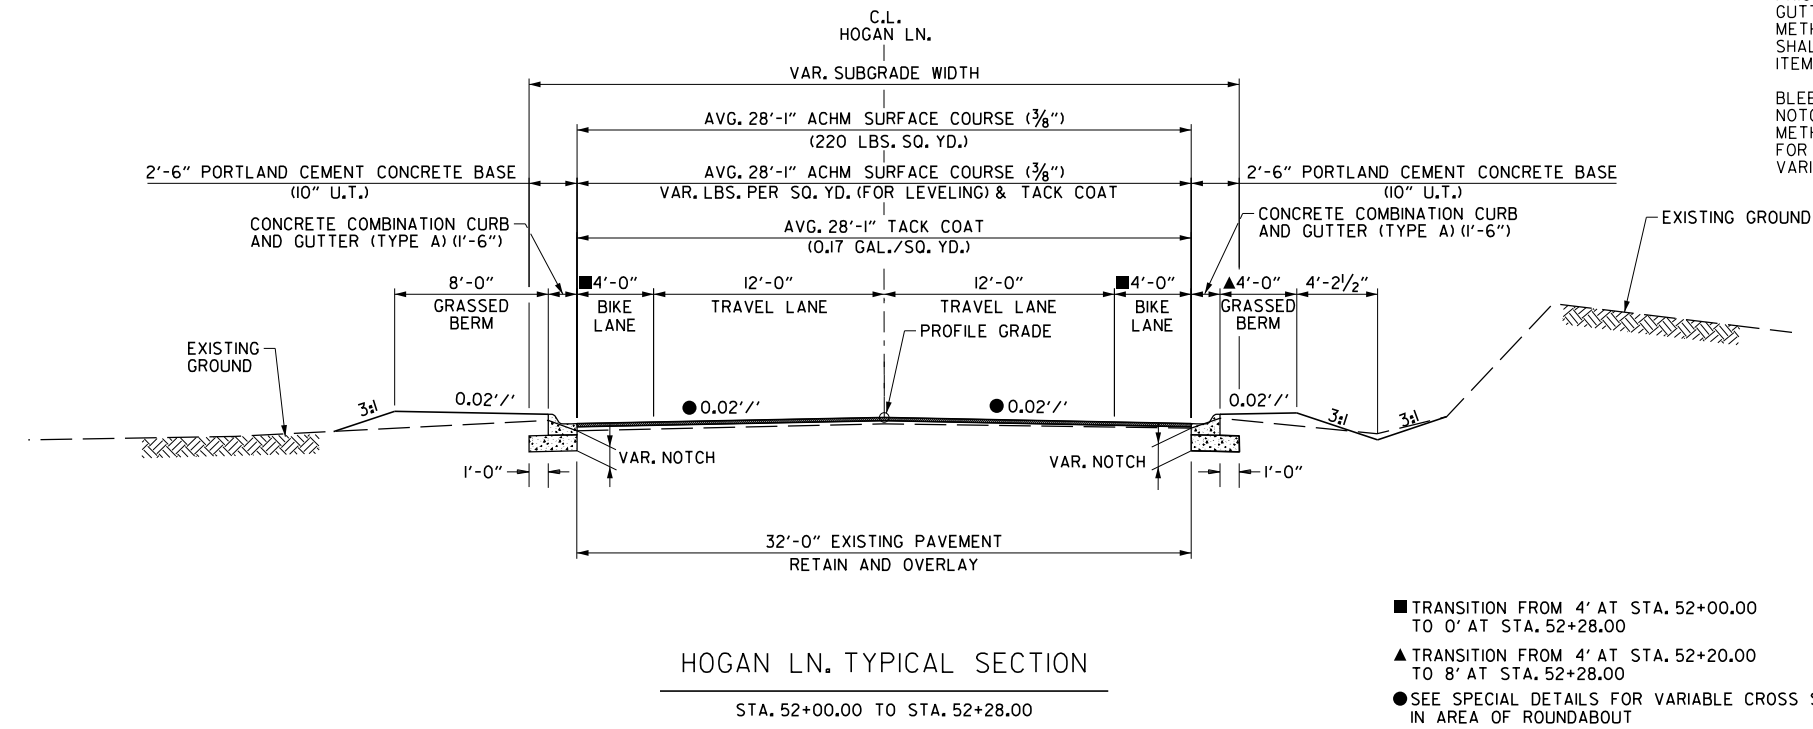 C.L.
HOGAN LN.
VAR. SUBGRADE WIDTH
AVG. 28'-1" ACHM SURFACE COURSE (3/8")
(220 LBS. SQ. YD.)
2'-6" PORTLAND CEMENT CONCRETE BASE
(10" U.T.)
AVG. 28'-1" ACHM SURFACE COURSE (3/8")
VAR. LBS. PER SQ. YD. (FOR LEVELING) & TACK COAT
2'-6" PORTLAND CEMENT CONCRETE BASE
(10" U.T.)
CONCRETE COMBINATION CURB
AND GUTTER (TYPE A) (1'-6")
AVG. 28'-1" TACK COAT
(0.17 GAL./SQ. YD.)
CONCRETE COMBINATION CURB
AND GUTTER (TYPE A) (1'-6")
EXISTING GROUND
8'-0"
GRASSED
BERM
■4'-0"
BIKE
LANE
12'-0"
TRAVEL LANE
12'-0"
TRAVEL LANE
■4'-0"
BIKE
LANE
▲4'-0"
GRASSED
BERM
4'-2½"
PROFILE GRADE
EXISTING
GROUND
3:1
0.02'/'
●0.02'/'
●0.02'/'
0.02'/'
3:1
3:1
VAR. NOTCH
VAR. NOTCH
1'-0"
1'-0"
32'-0" EXISTING PAVEMENT
RETAIN AND OVERLAY
HOGAN LN. TYPICAL SECTION
STA. 52+00.00 TO STA. 52+28.00
■ TRANSITION FROM 4' AT STA. 52+00.00
TO 0' AT STA. 52+28.00
▲ TRANSITION FROM 4' AT STA. 52+20.00
TO 8' AT STA. 52+28.00
● SEE SPECIAL DETAILS FOR VARIABLE CROSS
IN AREA OF ROUNDABOUT
ITEM
FOR